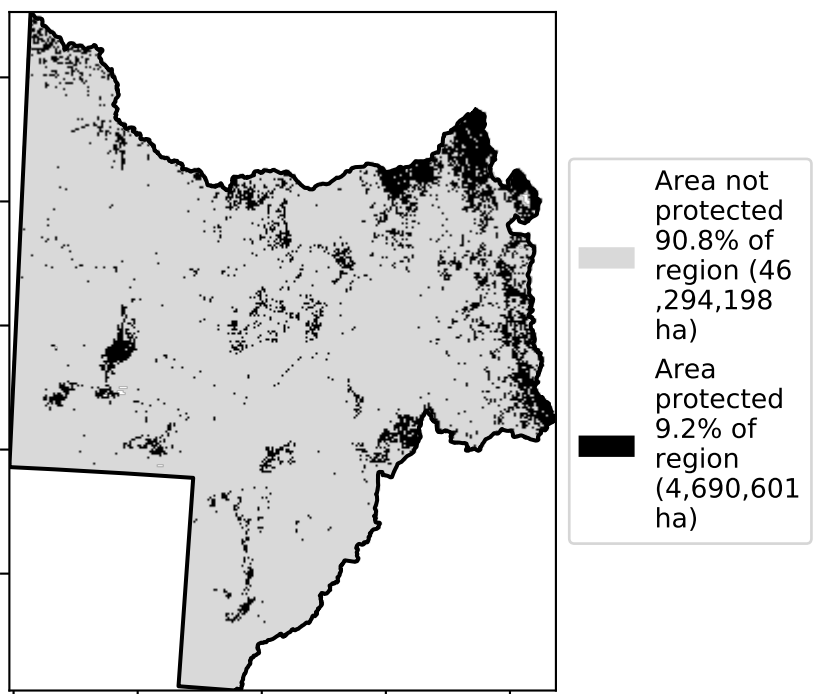 Area not
protected
90.8% of
region (46
,294,198
ha)
Area
protected
9.2% of
region
(4,690,601
ha)